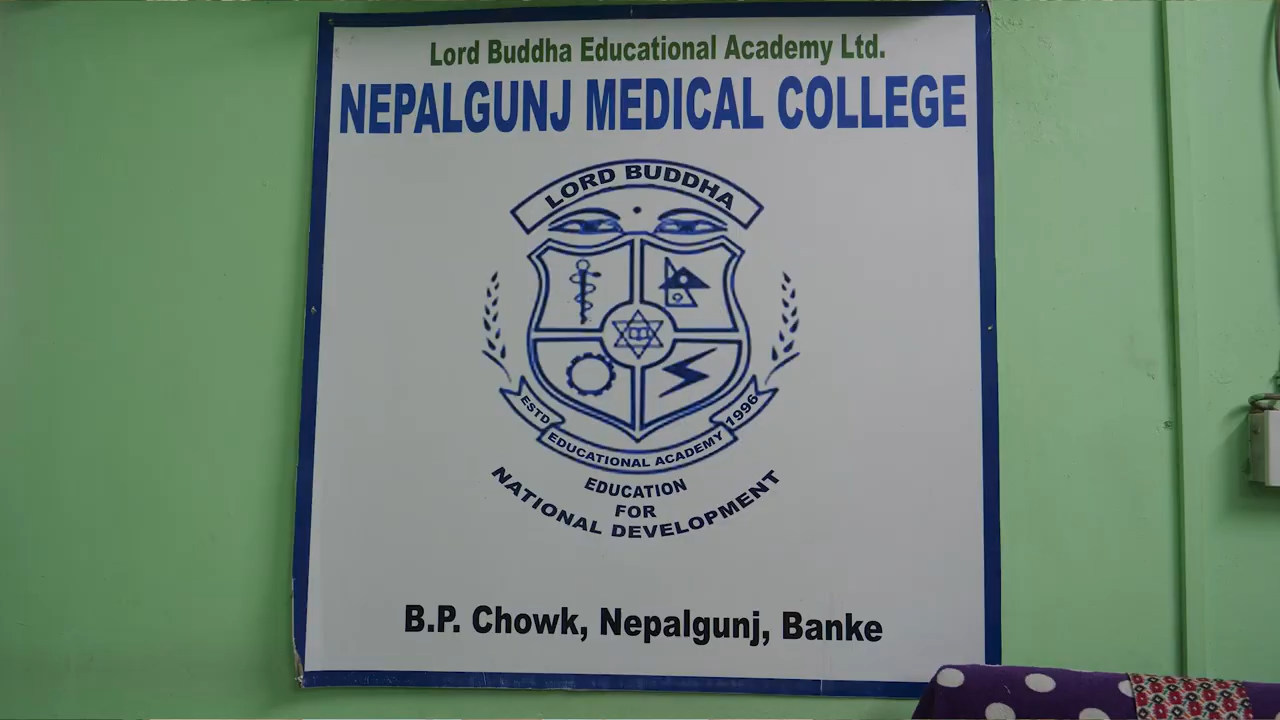 Lord Buddha Educational Academy Ltd.
NEPALGUNJ MEDICAL COLLEGE
LORD BUDDHA
ESTD
1996
EDUCATIONAL ACADEMY
EDUCATION
FOR
NATIONAL DEVELOPMENT
B.P. Chowk, Nepalgunj, Banke